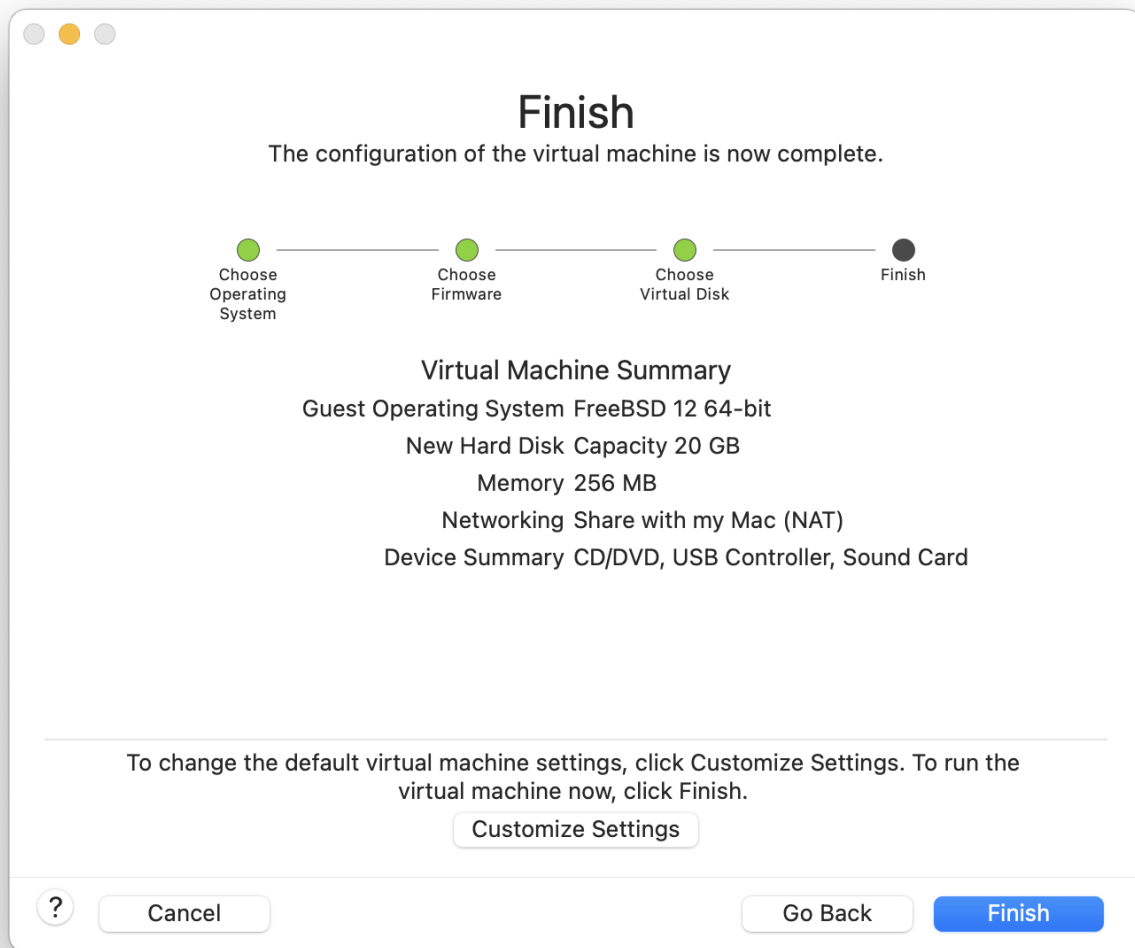 Finish
The configuration of the virtual machine is now complete.
Choose
Operating
System
Choose
Firmware
Choose
Virtual Disk
Finish
Virtual Machine Summary
Guest Operating System FreeBSD 12 64-bit
New Hard Disk Capacity 20 GB
Memory 256 MB
Networking Share with my Mac (NAT)
Device Summary CD/DVD, USB Controller, Sound Card
To change the default virtual machine settings, click Customize Settings. To run the
virtual machine now, click Finish.
Customize Settings
? Cancel Go Back Finish